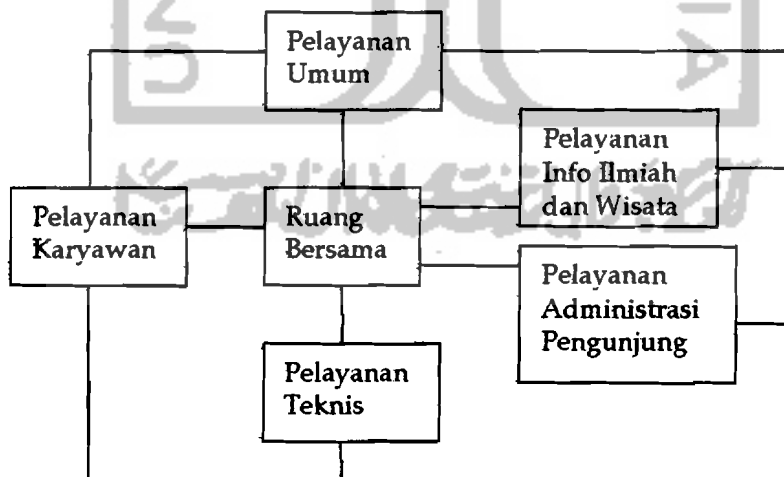 Pelayanan
Umum
Pelayanan
Info Ilmiah
dan Wisata
Pelayanan
Karyawan
Ruang
Bersama
Pelayanan
Administrasi
Pengunjung
Pelayanan
Teknis